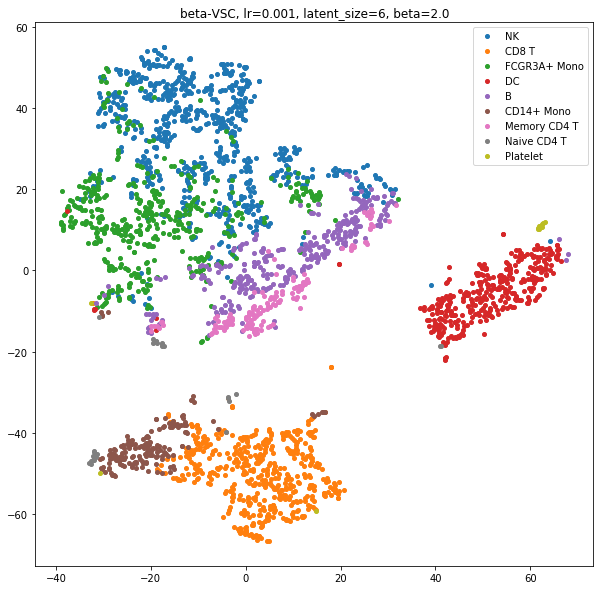 beta-VSC, lr=0.001, latent_size=6, beta=2.0
NK
CD8 T
FCGR3A+ Mono
DC
B
CD14+ Mono
Memory CD4 T
Naive CD4 T
Platelet
60
40
20
0
−20
−40
−60
−40
−20
0
20
40
60